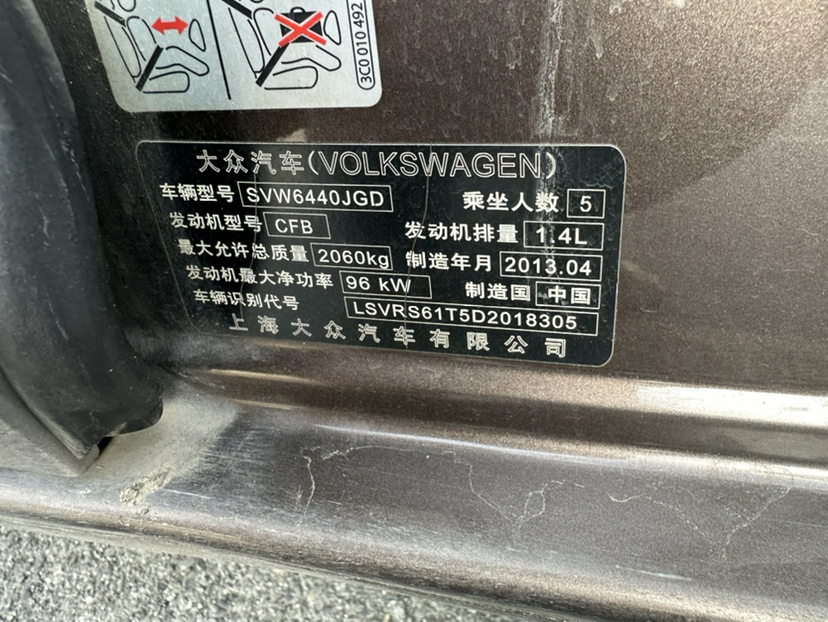 3C0 010 492
大众汽车(VOLKSWAGEN)
车辆型号 SVW6440JGD 乘坐人数 5
发动机型号 CFB 发动机排量 1.4L
最大允许总质量 2060kg 制造年月 2013.04
发动机最大净功率 96 kW 制造国 中国
车辆识别代号 LSVRS61T5D2018305
上海大众汽车有限公司